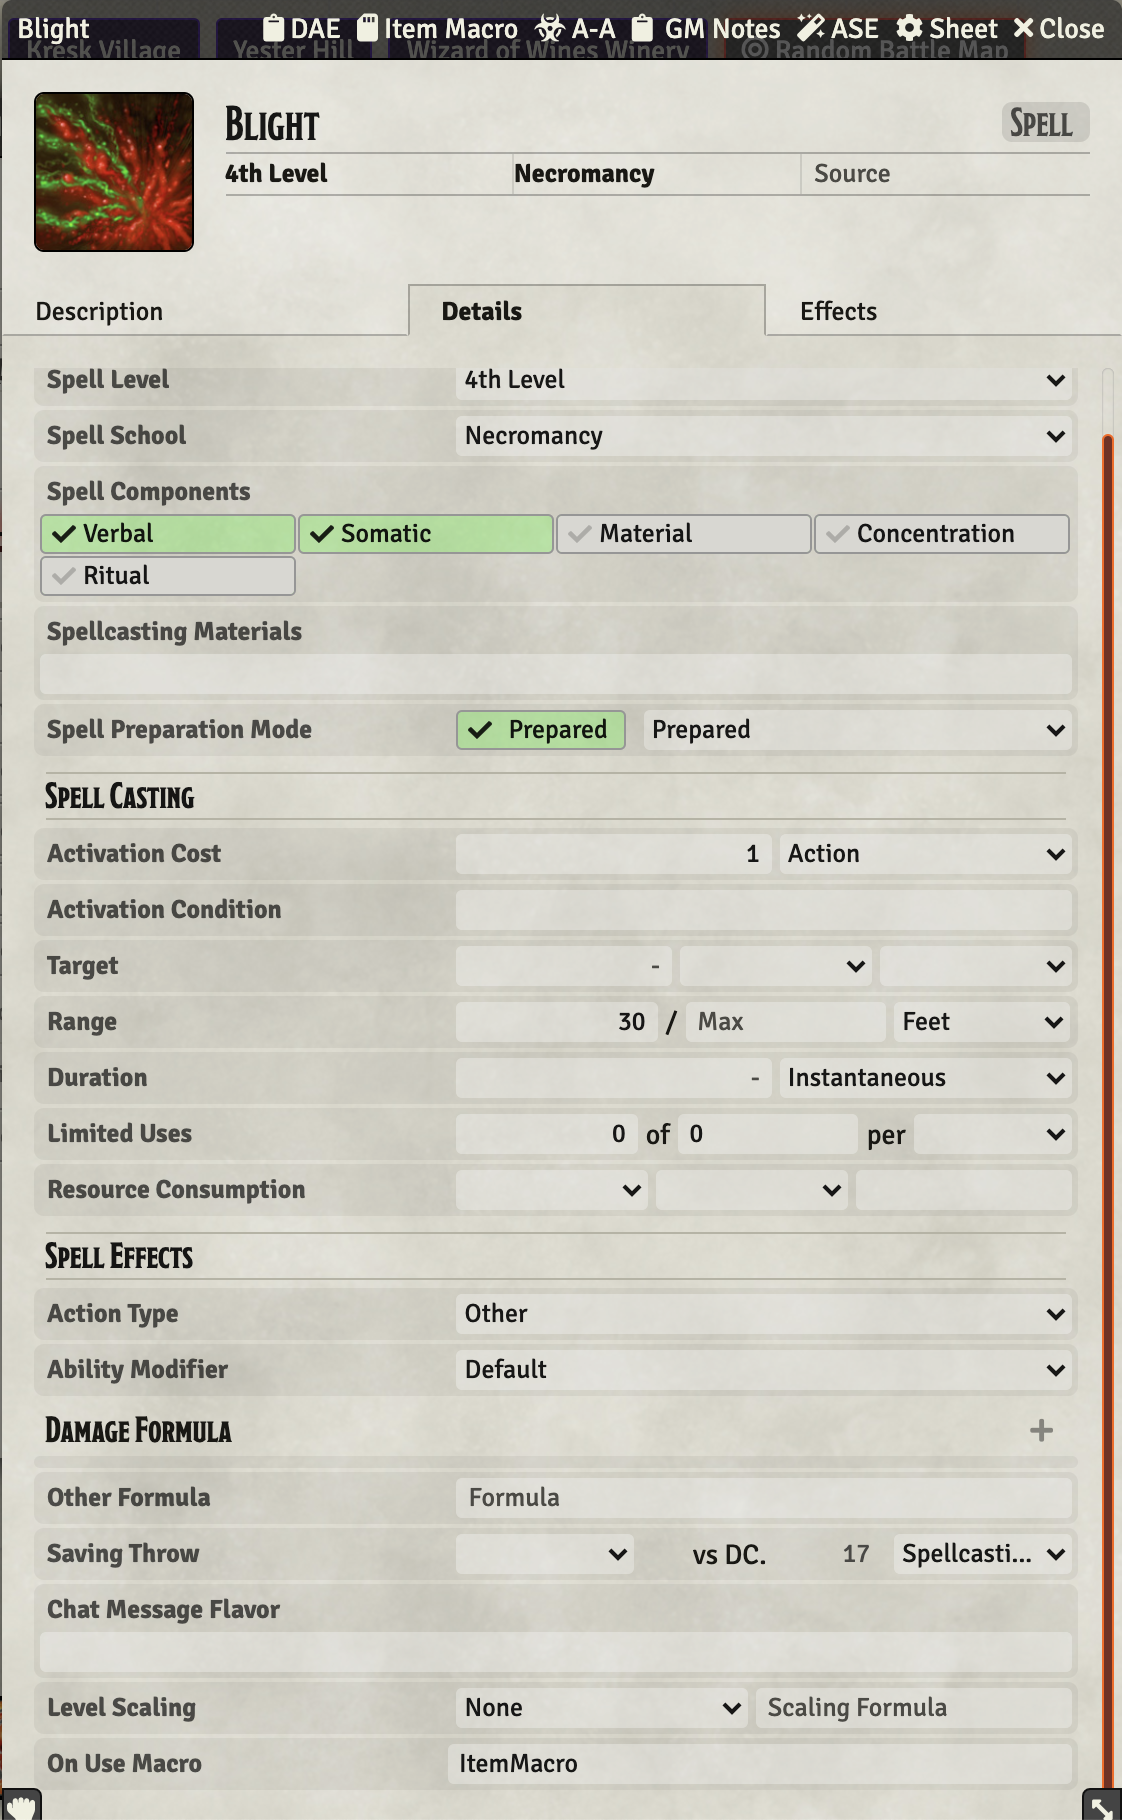 Blight DAE Item Macro A-A GM Notes ASE Sheet Close
Kresk Village Yester Hill Wizard of Wines Winery Random Battle Map
Blight Spell
4th Level Necromancy Source
Description Details Effects
Spell Level 4th Level
Spell School Necromancy
Spell Components
Verbal Somatic Material Concentration
Ritual
Spellcasting Materials
Spell Preparation Mode Prepared Prepared
Spell Casting
Activation Cost 1 Action
Activation Condition
Target -
Range 30 / Max Feet
Duration - Instantaneous
Limited Uses 0 of 0 per
Resource Consumption
Spell Effects
Action Type Other
Ability Modifier Default
Damage Formula +
Other Formula Formula
Saving Throw vs DC. 17 Spellcasti...
Chat Message Flavor
Level Scaling None Scaling Formula
On Use Macro ItemMacro